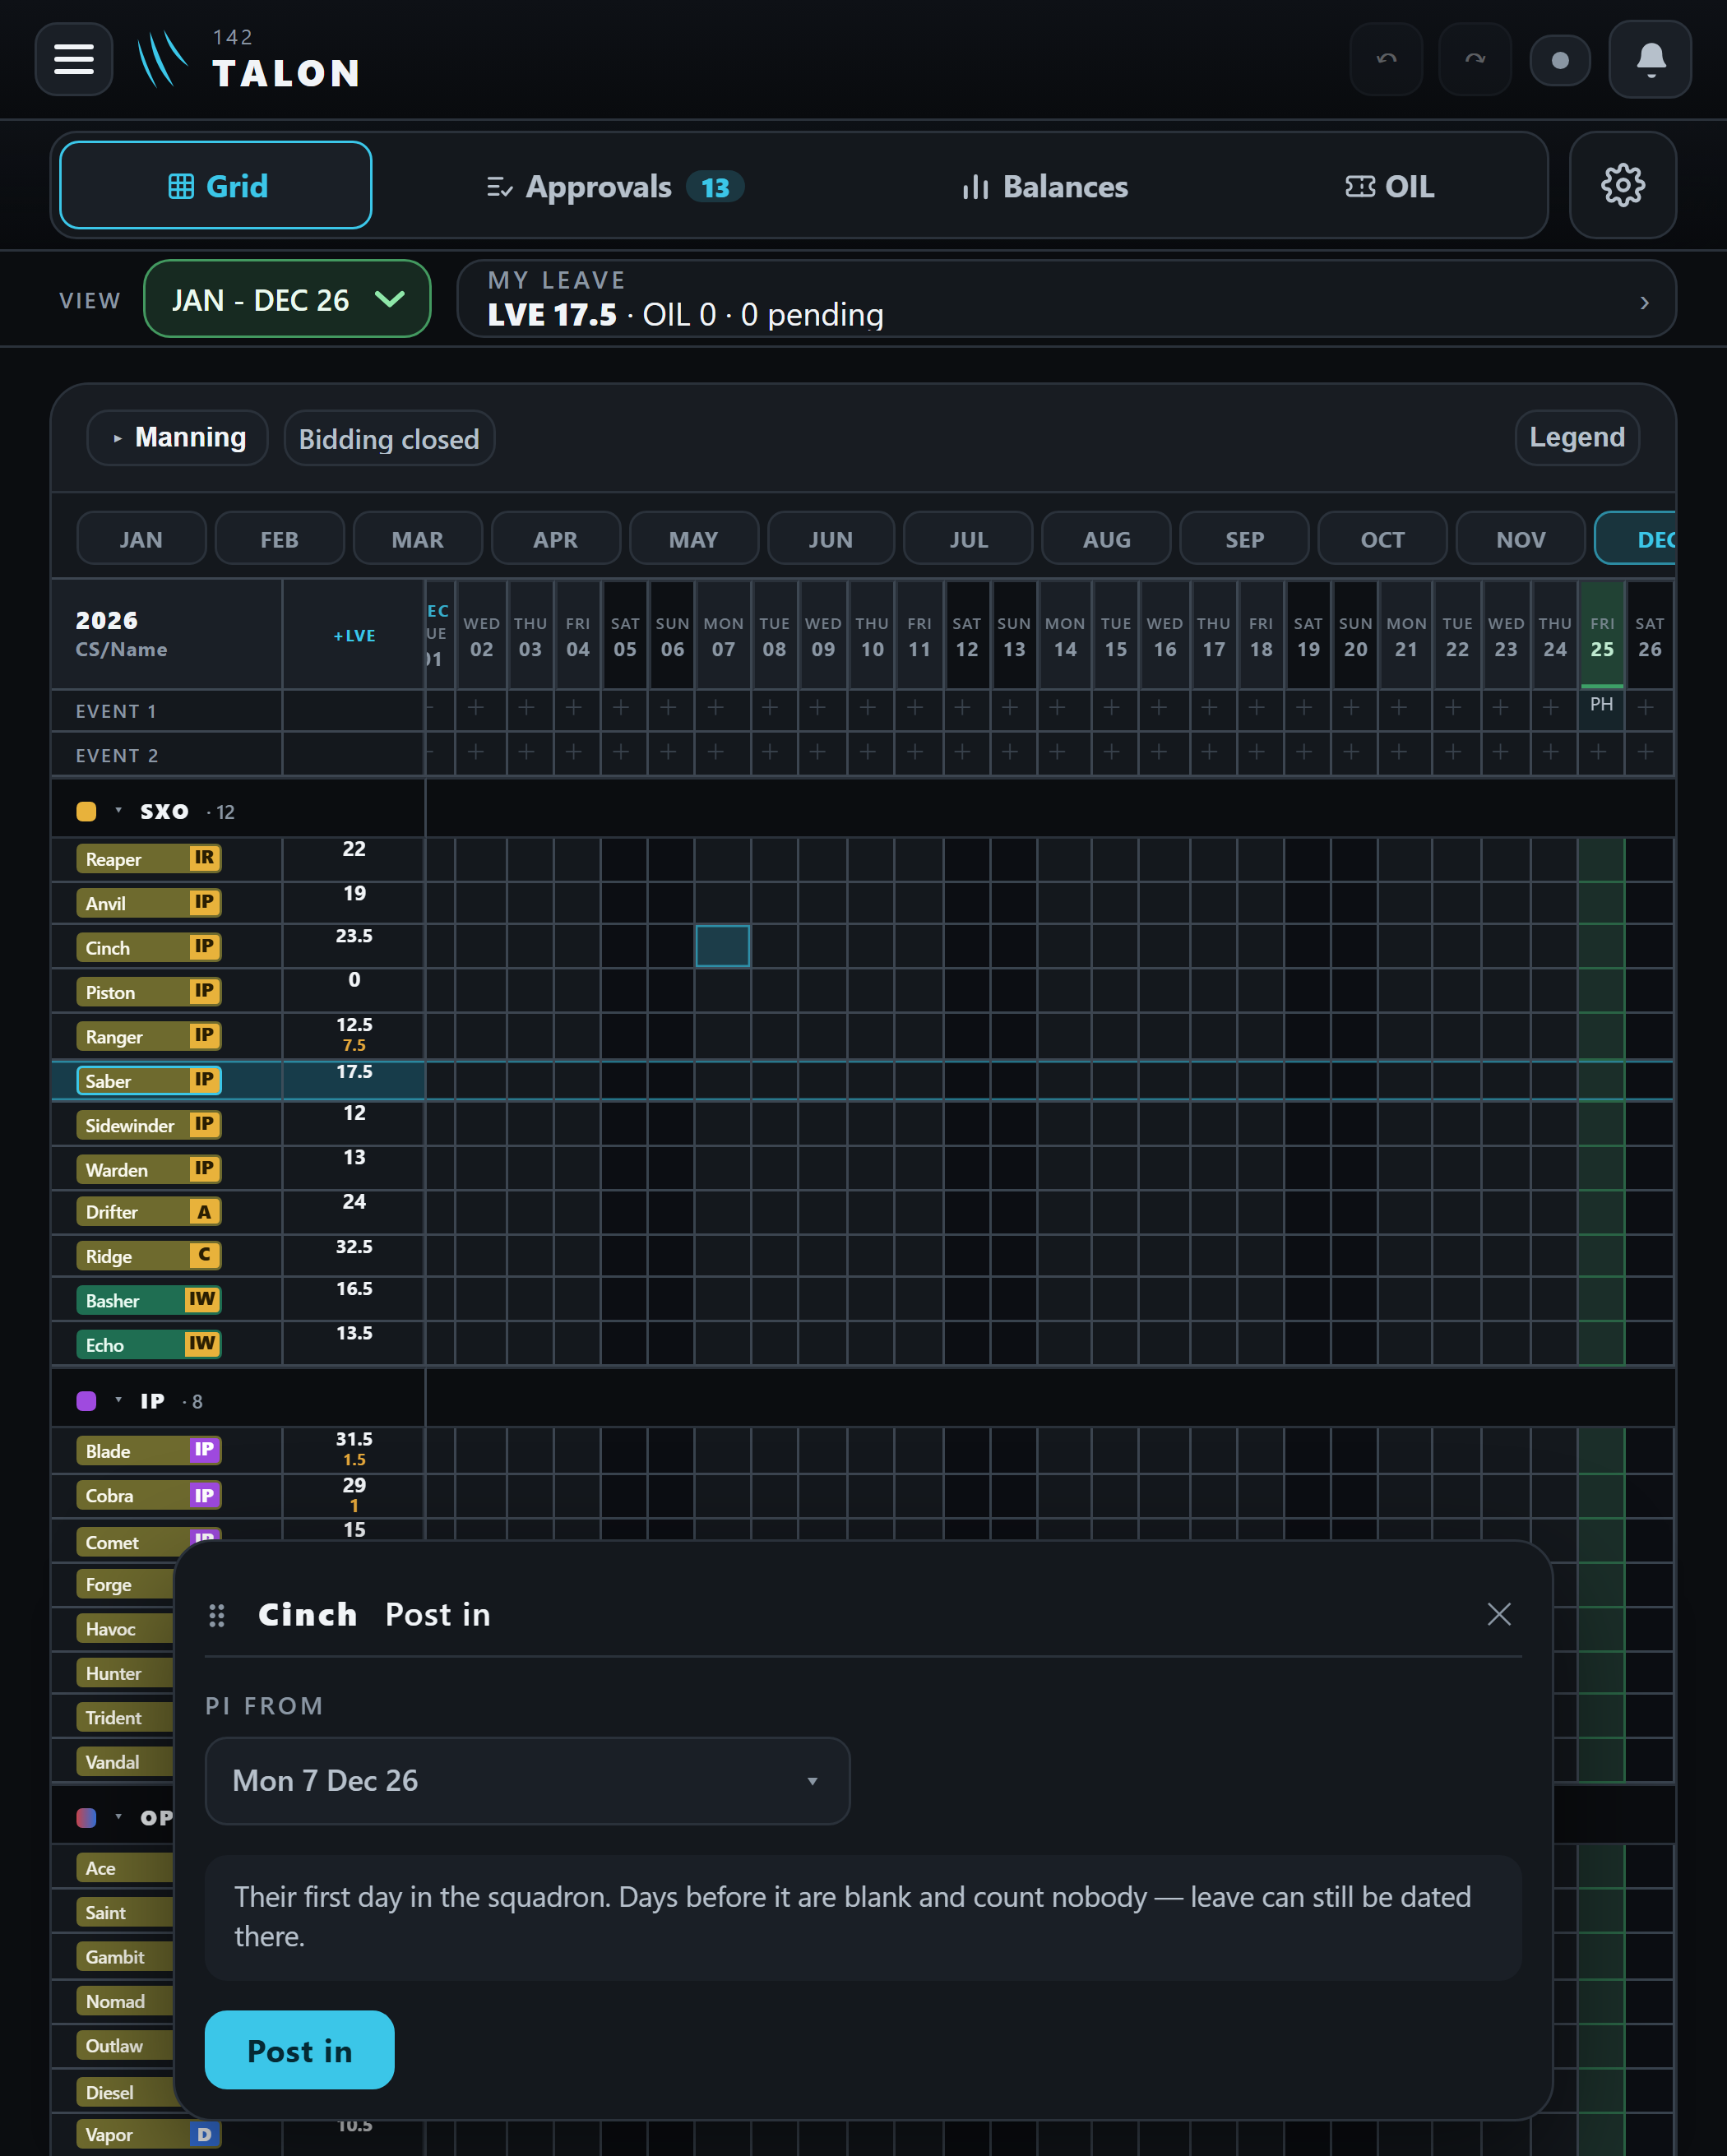 142
TALON
Grid
Approvals 13
Balances
OIL
VIEW
JAN - DEC 26
MY LEAVE
LVE 17.5 · OIL 0 · 0 pending
›
▸ Manning
Bidding closed
Legend
JAN FEB MAR APR MAY JUN JUL AUG SEP OCT NOV DEC
2026
CS/Name
+LVE
EC UE 01
WED 02
THU 03
FRI 04
SAT 05
SUN 06
MON 07
TUE 08
WED 09
THU 10
FRI 11
SAT 12
SUN 13
MON 14
TUE 15
WED 16
THU 17
FRI 18
SAT 19
SUN 20
MON 21
TUE 22
WED 23
THU 24
FRI 25
SAT 26
EVENT 1 + + + + + + + + + + + + + + + + + + + + + + + PH +
EVENT 2 + + + + + + + + + + + + + + + + + + + + + + + + +
SXO · 12
Reaper IR 22
Anvil IP 19
Cinch IP 23.5
Piston IP 0
Ranger IP 12.5
7.5
Saber IP 17.5
Sidewinder IP 12
Warden IP 13
Drifter A 24
Ridge C 32.5
Basher IW 16.5
Echo IW 13.5
IP · 8
Blade IP 31.5
1.5
Cobra IP 29
1
Comet IP 15
Forge
Havoc
Hunter
Trident
Vandal
OP
Ace
Saint
Gambit
Nomad
Outlaw
Diesel
Vapor D 10.5
Cinch Post in
PI FROM
Mon 7 Dec 26
Their first day in the squadron. Days before it are blank and count nobody — leave can still be dated
there.
Post in